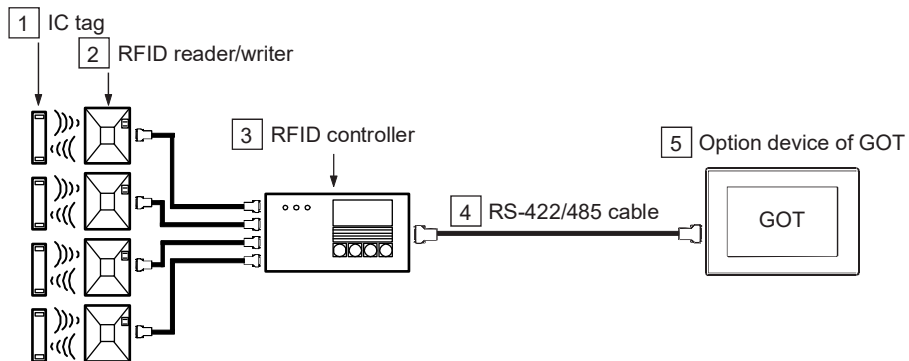 1 IC tag
2 RFID reader/writer
3 RFID controller
4 RS-422/485 cable
5 Option device of GOT
GOT